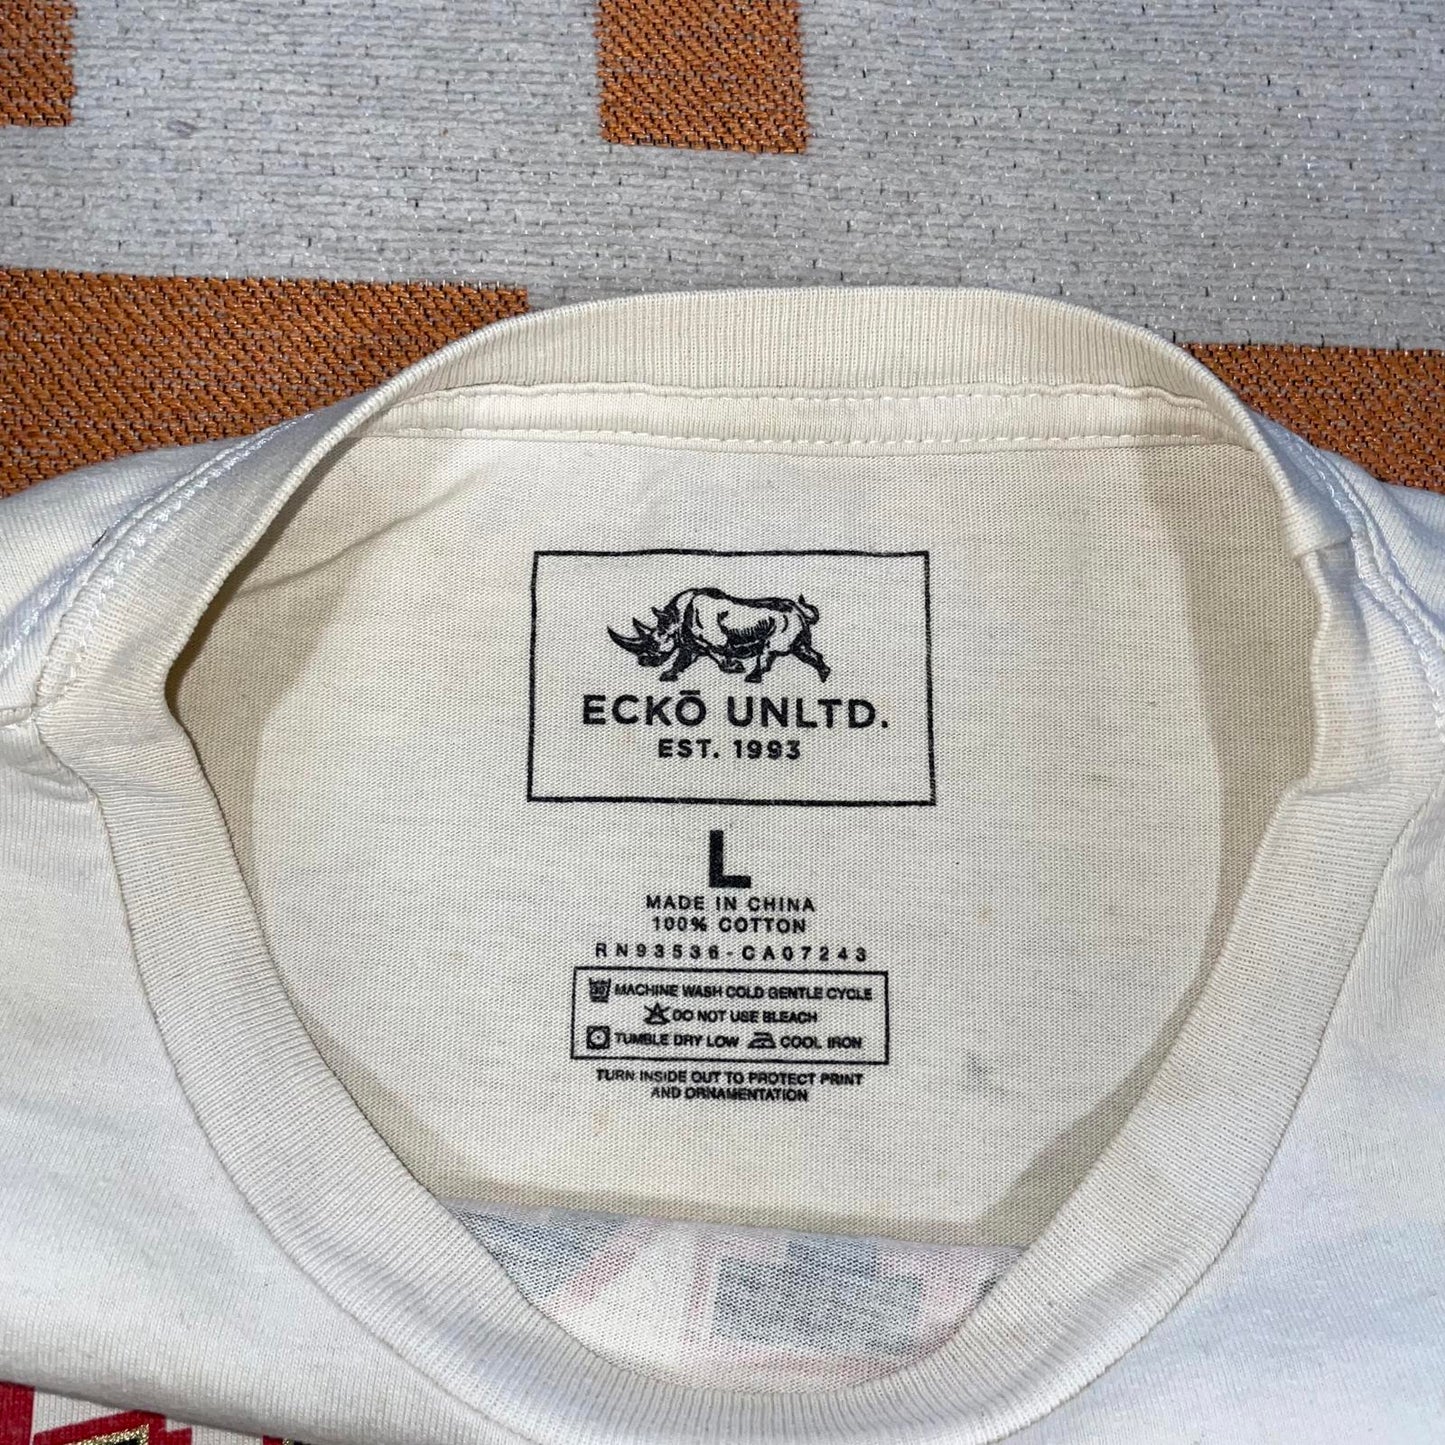 ECKŌ UNLTD.
EST. 1993
L
MADE IN CHINA
100% COTTON
RN93536-CA07243
30 MACHINE WASH COLD GENTLE CYCLE
DO NOT USE BLEACH
TUMBLE DRY LOW COOL IRON
TURN INSIDE OUT TO PROTECT PRINT
AND ORNAMENTATION